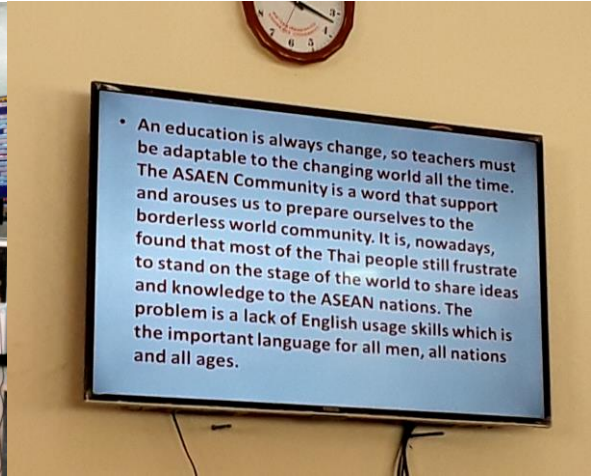 • An education is always change, so teachers must
be adaptable to the changing world all the time.
The ASAEN Community is a word that support
and arouses us to prepare ourselves to the
borderless world community. It is, nowadays,
found that most of the Thai people still frustrate
to stand on the stage of the world to share ideas
and knowledge to the ASEAN nations. The
problem is a lack of English usage skills which is
the important language for all men, all nations
and all ages.